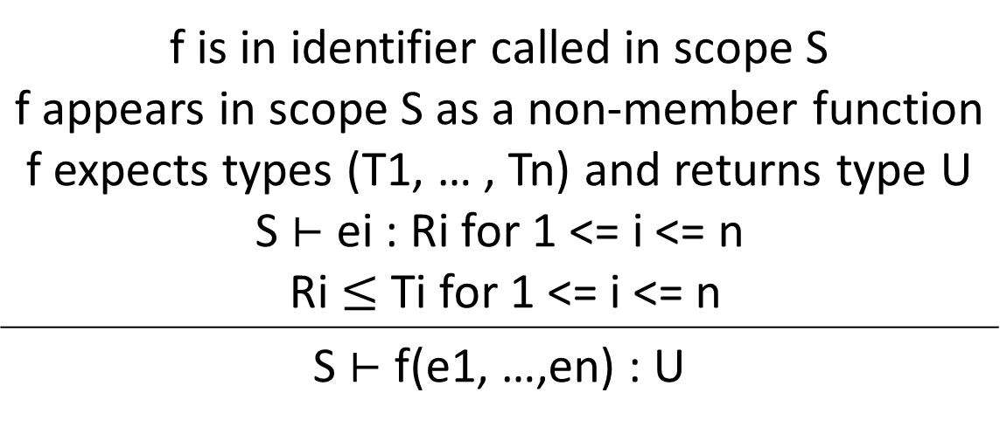 f is in identifier called in scope S
f appears in scope S as a non-member function
f expects types (T1, … , Tn) and returns type U
S ⊢ ei : Ri for 1 <= i <= n
Ri ≤ Ti for 1 <= i <= n
S ⊢ f(e1, …,en) : U